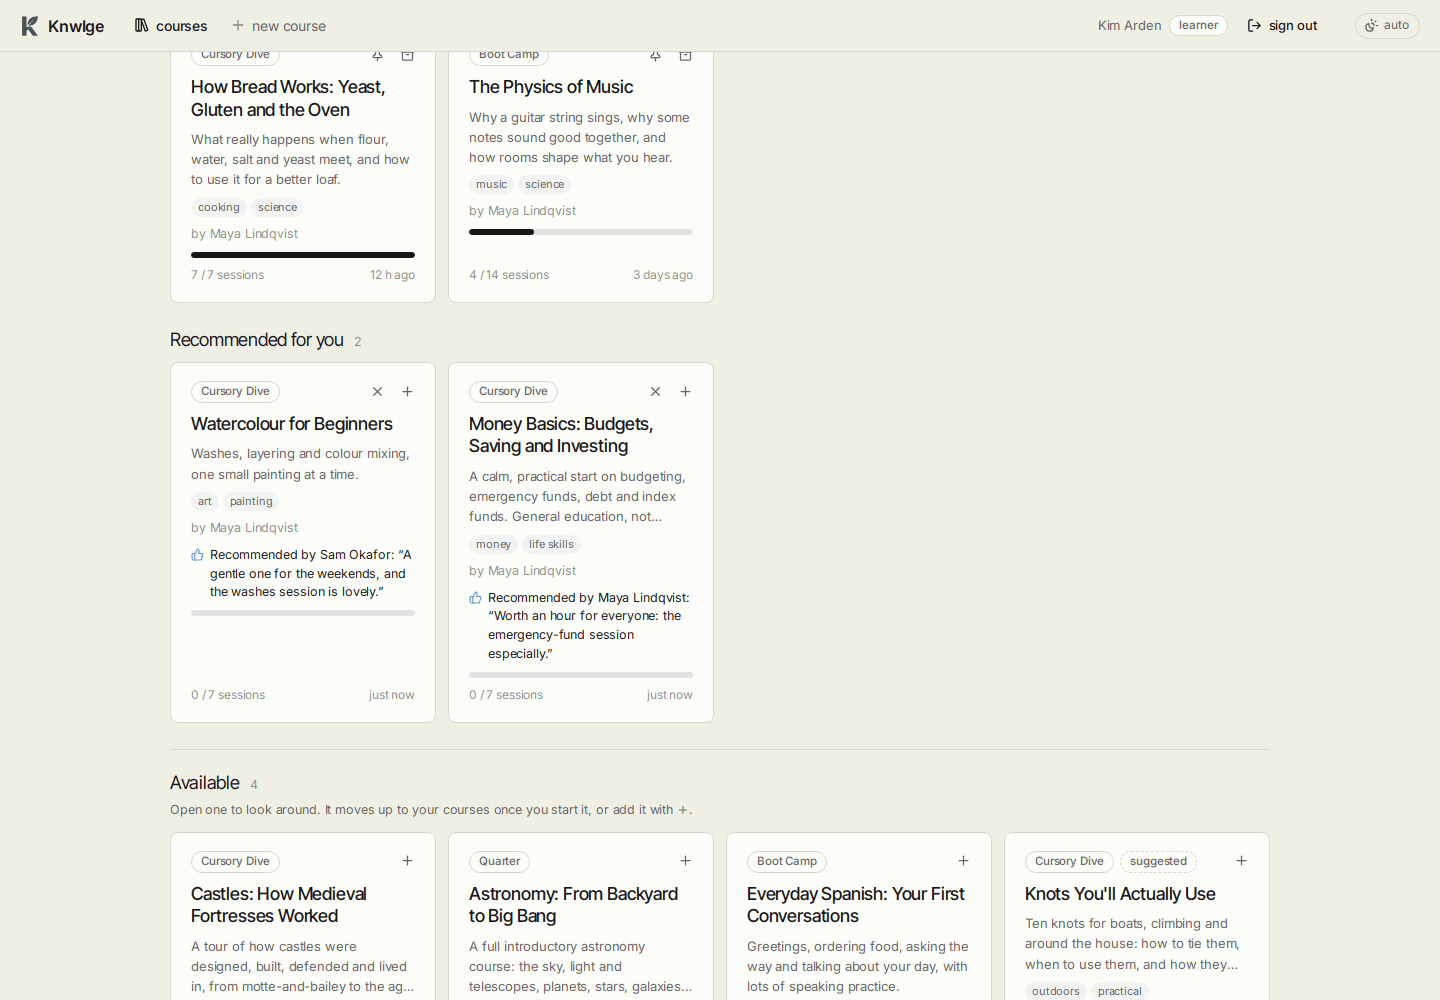 Knwlge
courses
new course
Kim Arden
learner
sign out
auto
Cursory Dive
How Bread Works: Yeast,
Gluten and the Oven
What really happens when flour,
water, salt and yeast meet, and how
to use it for a better loaf.
cooking science
by Maya Lindqvist
7 / 7 sessions 12 h ago
Boot Camp
The Physics of Music
Why a guitar string sings, why some
notes sound good together, and
how rooms shape what you hear.
music science
by Maya Lindqvist
4 / 14 sessions 3 days ago
Recommended for you 2
Cursory Dive
Watercolour for Beginners
Washes, layering and colour mixing,
one small painting at a time.
art painting
by Maya Lindqvist
Recommended by Sam Okafor: “A
gentle one for the weekends, and
the washes session is lovely.”
0 / 7 sessions just now
Cursory Dive
Money Basics: Budgets,
Saving and Investing
A calm, practical start on budgeting,
emergency funds, debt and index
funds. General education, not…
money life skills
by Maya Lindqvist
Recommended by Maya Lindqvist:
“Worth an hour for everyone: the
emergency-fund session
especially.”
0 / 7 sessions just now
Available 4
Open one to look around. It moves up to your courses once you start it, or add it with +.
Cursory Dive
Castles: How Medieval
Fortresses Worked
A tour of how castles were
designed, built, defended and lived
in, from motte-and-bailey to the ag…
Quarter
Astronomy: From Backyard
to Big Bang
A full introductory astronomy
course: the sky, light and
telescopes, planets, stars, galaxies…
Boot Camp
Everyday Spanish: Your First
Conversations
Greetings, ordering food, asking the
way and talking about your day, with
lots of speaking practice.
Cursory Dive suggested
Knots You'll Actually Use
Ten knots for boats, climbing and
around the house: how to tie them,
when to use them, and how they…
outdoors practical